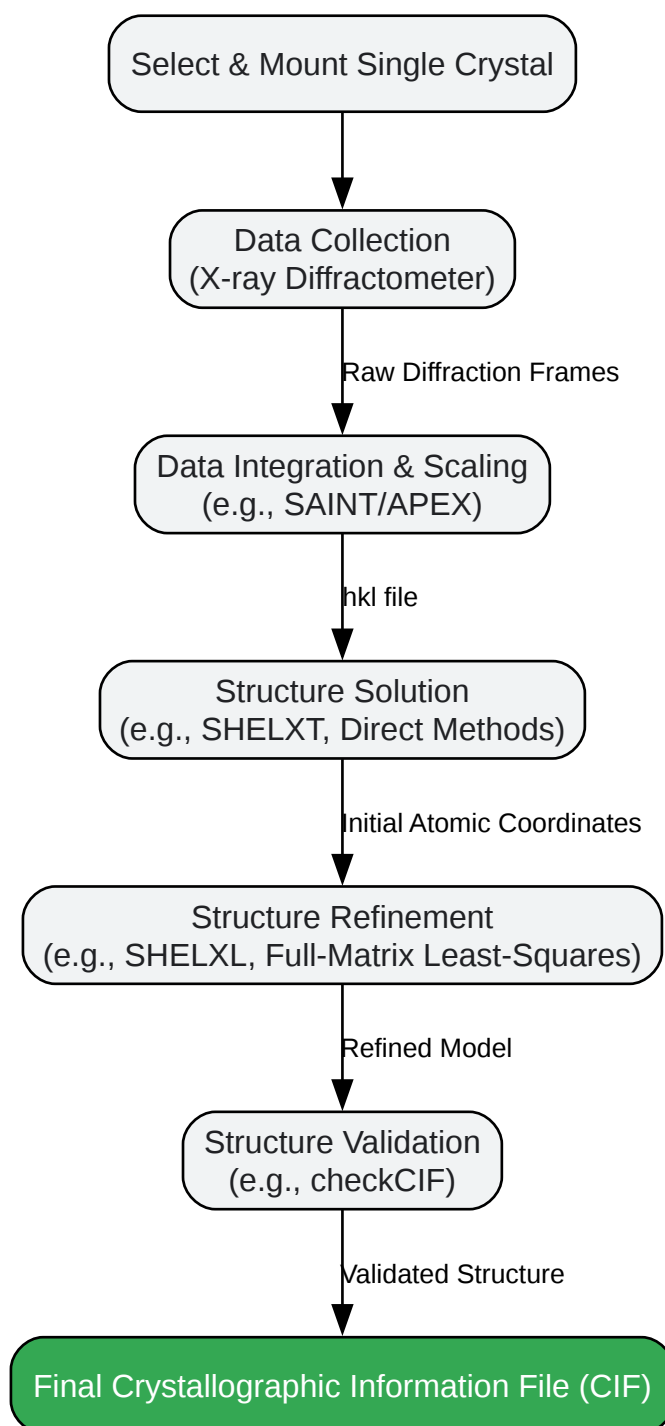 Select & Mount Single Crystal
Data Collection
(X-ray Diffractometer)
Raw Diffraction Frames
Data Integration & Scaling
(e.g., SAINT/APEX)
hkl file
Structure Solution
(e.g., SHELXT, Direct Methods)
Initial Atomic Coordinates
Structure Refinement
(e.g., SHELXL, Full-Matrix Least-Squares)
Refined Model
Structure Validation
(e.g., checkCIF)
Validated Structure
Final Crystallographic Information File (CIF)